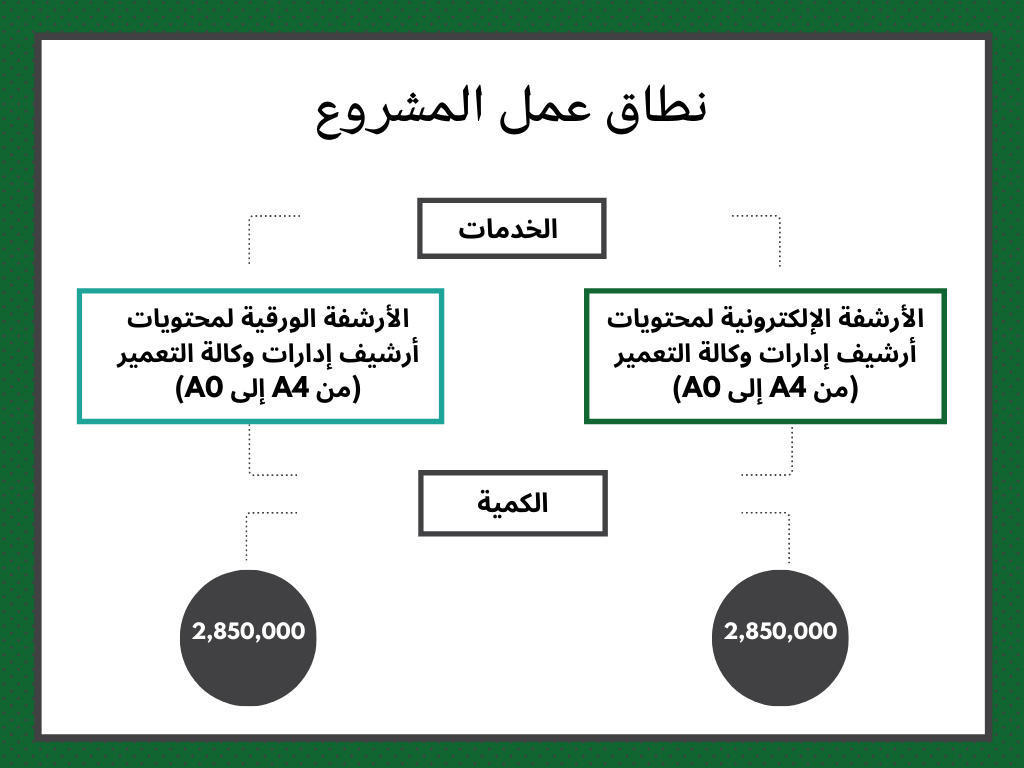 نطاق عمل المشروع
الخدمات
الأرشفة الإلكترونية لمحتويات
أرشيف إدارات وكالة التعمير
(من A4 إلى A0)
الأرشفة الورقية لمحتويات
أرشيف إدارات وكالة التعمير
(من A4 إلى A0)
الكمية
2,850,000
2,850,000